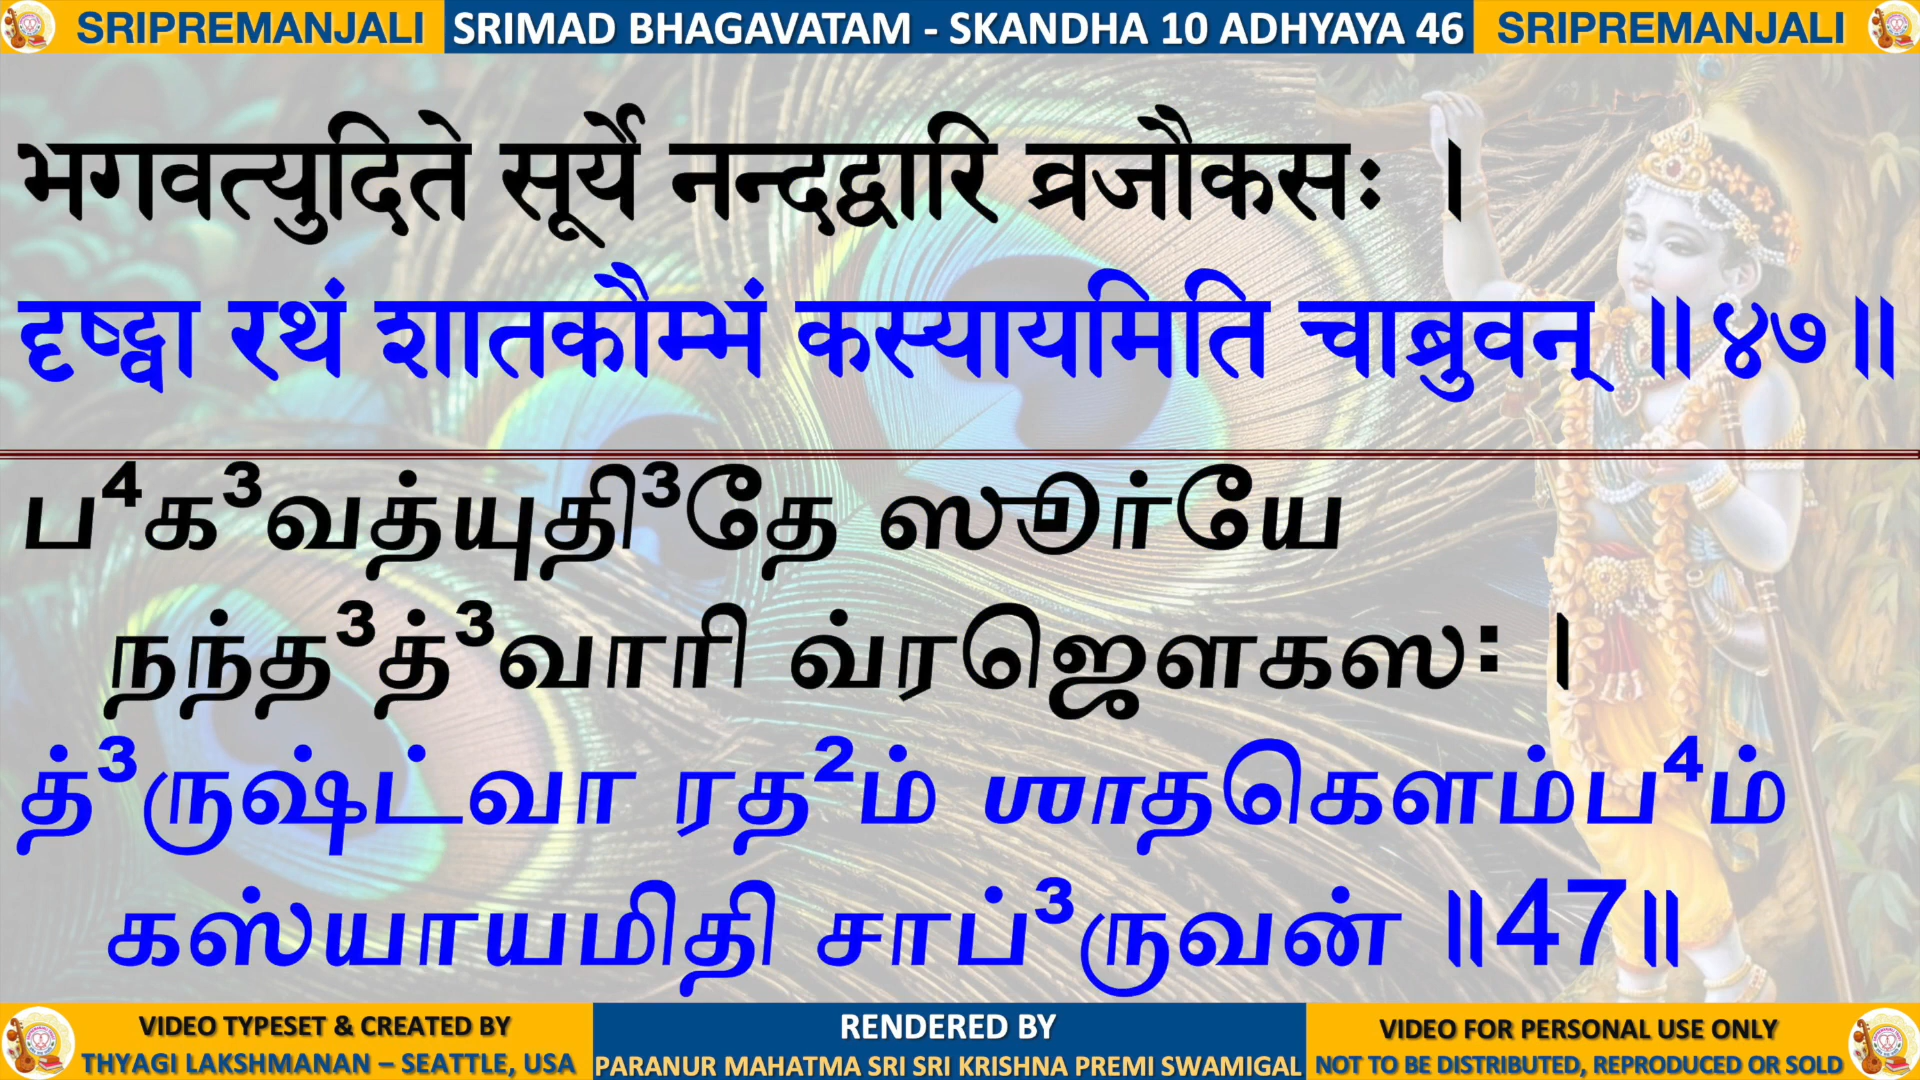 SRIPREMANJALI SRIMAD BHAGAVATAM - SKANDHA 10 ADHYAYA 46 SRIPREMANJALI
भगवत्युदिते सूर्ये नन्दद्वारि व्रजौकसः ।
दृष्ट्वा रथं शातकौम्भं कस्यायमिति चाब्रुवन् ॥४७॥
ப⁴க³வத்யுதி³தே ஸூர்யே
நந்த³த்³வாரி வ்ரஜௌகஸ: ।
த்³ருஷ்ட்வா ரத²ம் ஶாதகௌம்ப⁴ம்
கஸ்யாயமிதி சாப்³ருவன் ॥47॥
VIDEO TYPESET & CREATED BY
THYAGI LAKSHMANAN – SEATTLE, USA
RENDERED BY
PARANUR MAHATMA SRI SRI KRISHNA PREMI SWAMIGAL
VIDEO FOR PERSONAL USE ONLY
NOT TO BE DISTRIBUTED, REPRODUCED OR SOLD